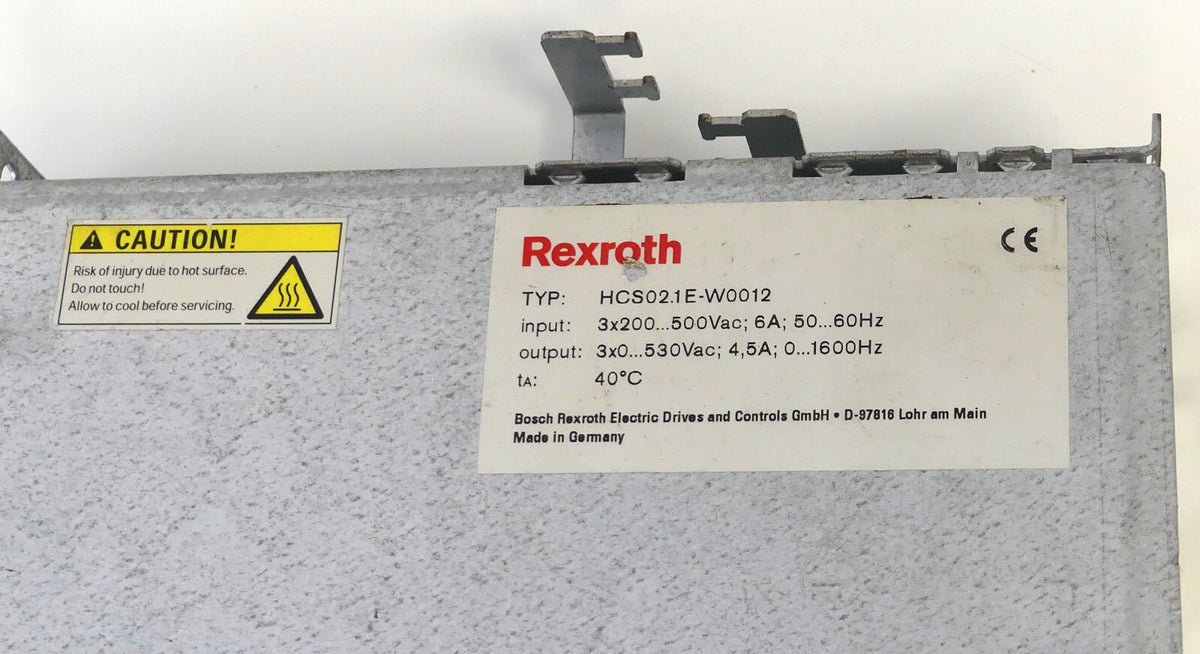 CAUTION!
Risk of injury due to hot surface.
Do not touch!
Allow to cool before servicing.
Rexroth
CE
TYP: HCS02.1E-W0012
input: 3x200...500Vac; 6A; 50...60Hz
output: 3x0...530Vac; 4,5A; 0...1600Hz
tA: 40°C
Bosch Rexroth Electric Drives and Controls GmbH • D-97816 Lohr am Main
Made in Germany